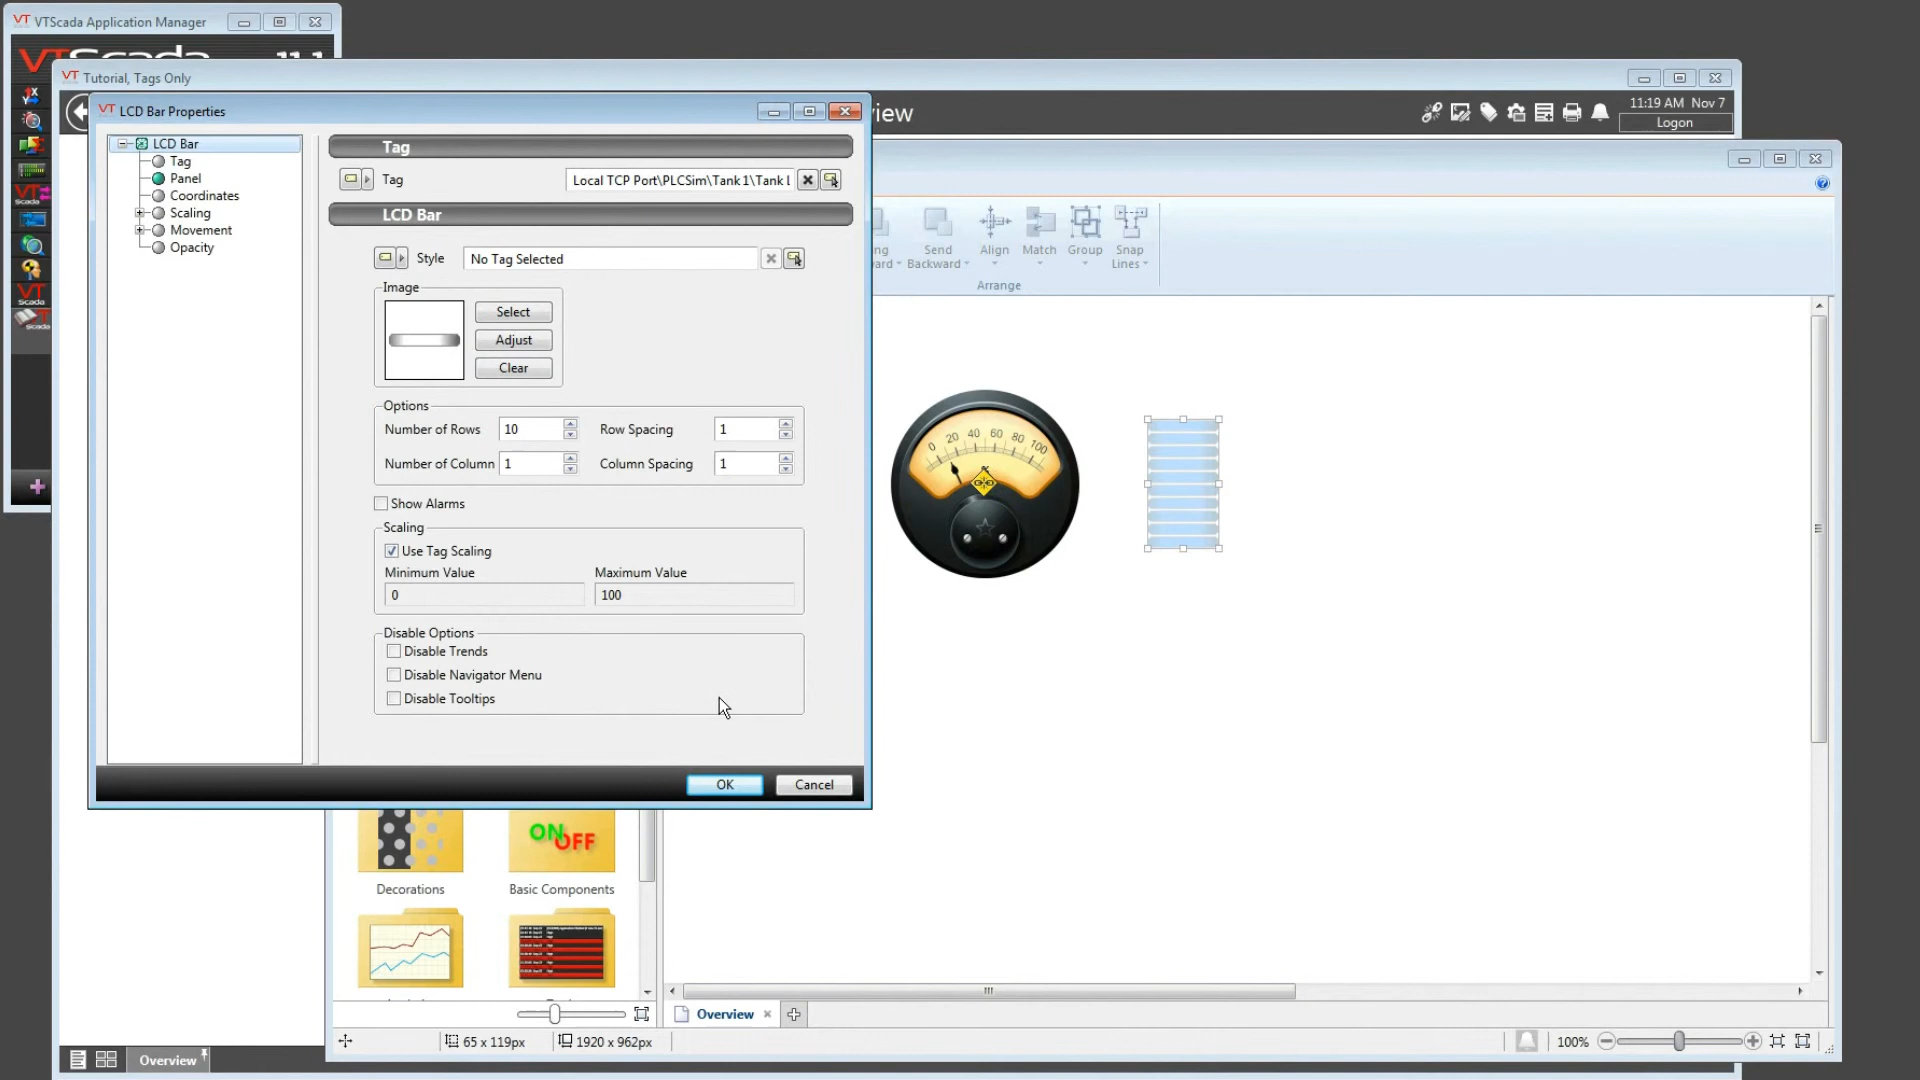 VTScada Application Manager
VT Tutorial, Tags Only
VT LCD Bar Properties
11:19 AM Nov 7
Logon
LCD Bar
Tag
Panel
Coordinates
Scaling
Movement
Opacity
Tag
Tag
Local TCP Port\PLCSim\Tank 1\Tank L
LCD Bar
Style
No Tag Selected
Image
Select
Adjust
Clear
Options
Number of Rows 10 Row Spacing 1
Number of Column 1 Column Spacing 1
Show Alarms
Scaling
Use Tag Scaling
Minimum Value Maximum Value
0 100
Disable Options
Disable Trends
Disable Navigator Menu
Disable Tooltips
OK Cancel
Send Backward
Align
Match
Group
Snap Lines
Arrange
0 20 40 60 80 100
%
ON OFF
Decorations
Basic Components
Overview
65 x 119px
1920 x 962px
100%
Overview